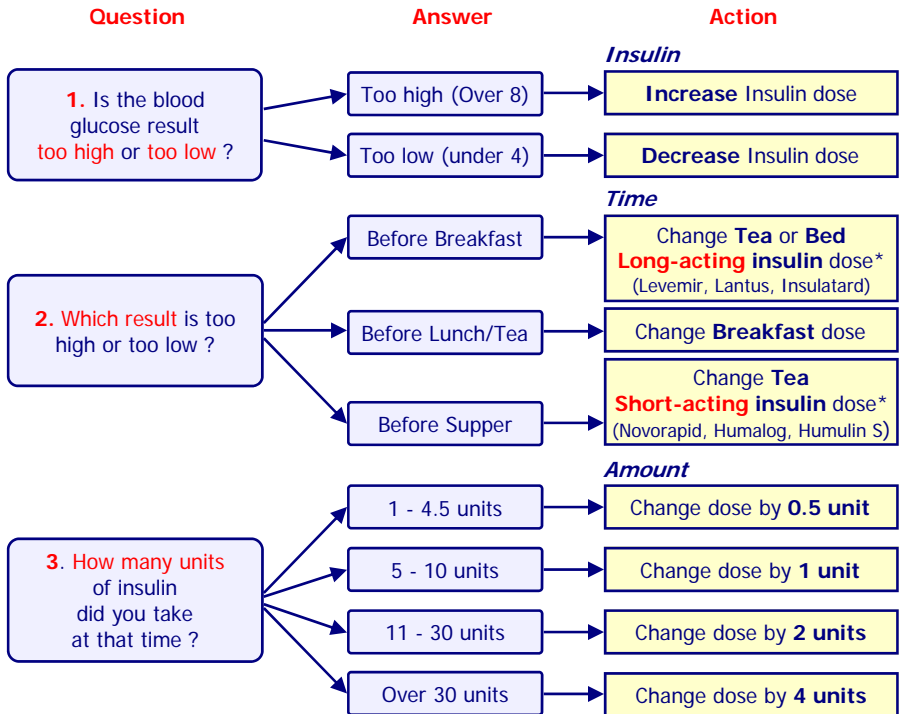 Question
Answer
Action
Insulin
1. Is the blood
glucose result
too high or too low ?
Too high (Over 8)
Increase Insulin dose
Too low (under 4)
Decrease Insulin dose
Time
2. Which result is too
high or too low ?
Before Breakfast
Change Tea or Bed
Long-acting insulin dose*
(Levemir, Lantus, Insulatard)
Before Lunch/Tea
Change Breakfast dose
Before Supper
Change Tea
Short-acting insulin dose*
(Novorapid, Humalog, Humulin S)
Amount
3. How many units
of insulin
did you take
at that time ?
1 - 4.5 units
Change dose by 0.5 unit
5 - 10 units
Change dose by 1 unit
11 - 30 units
Change dose by 2 units
Over 30 units
Change dose by 4 units